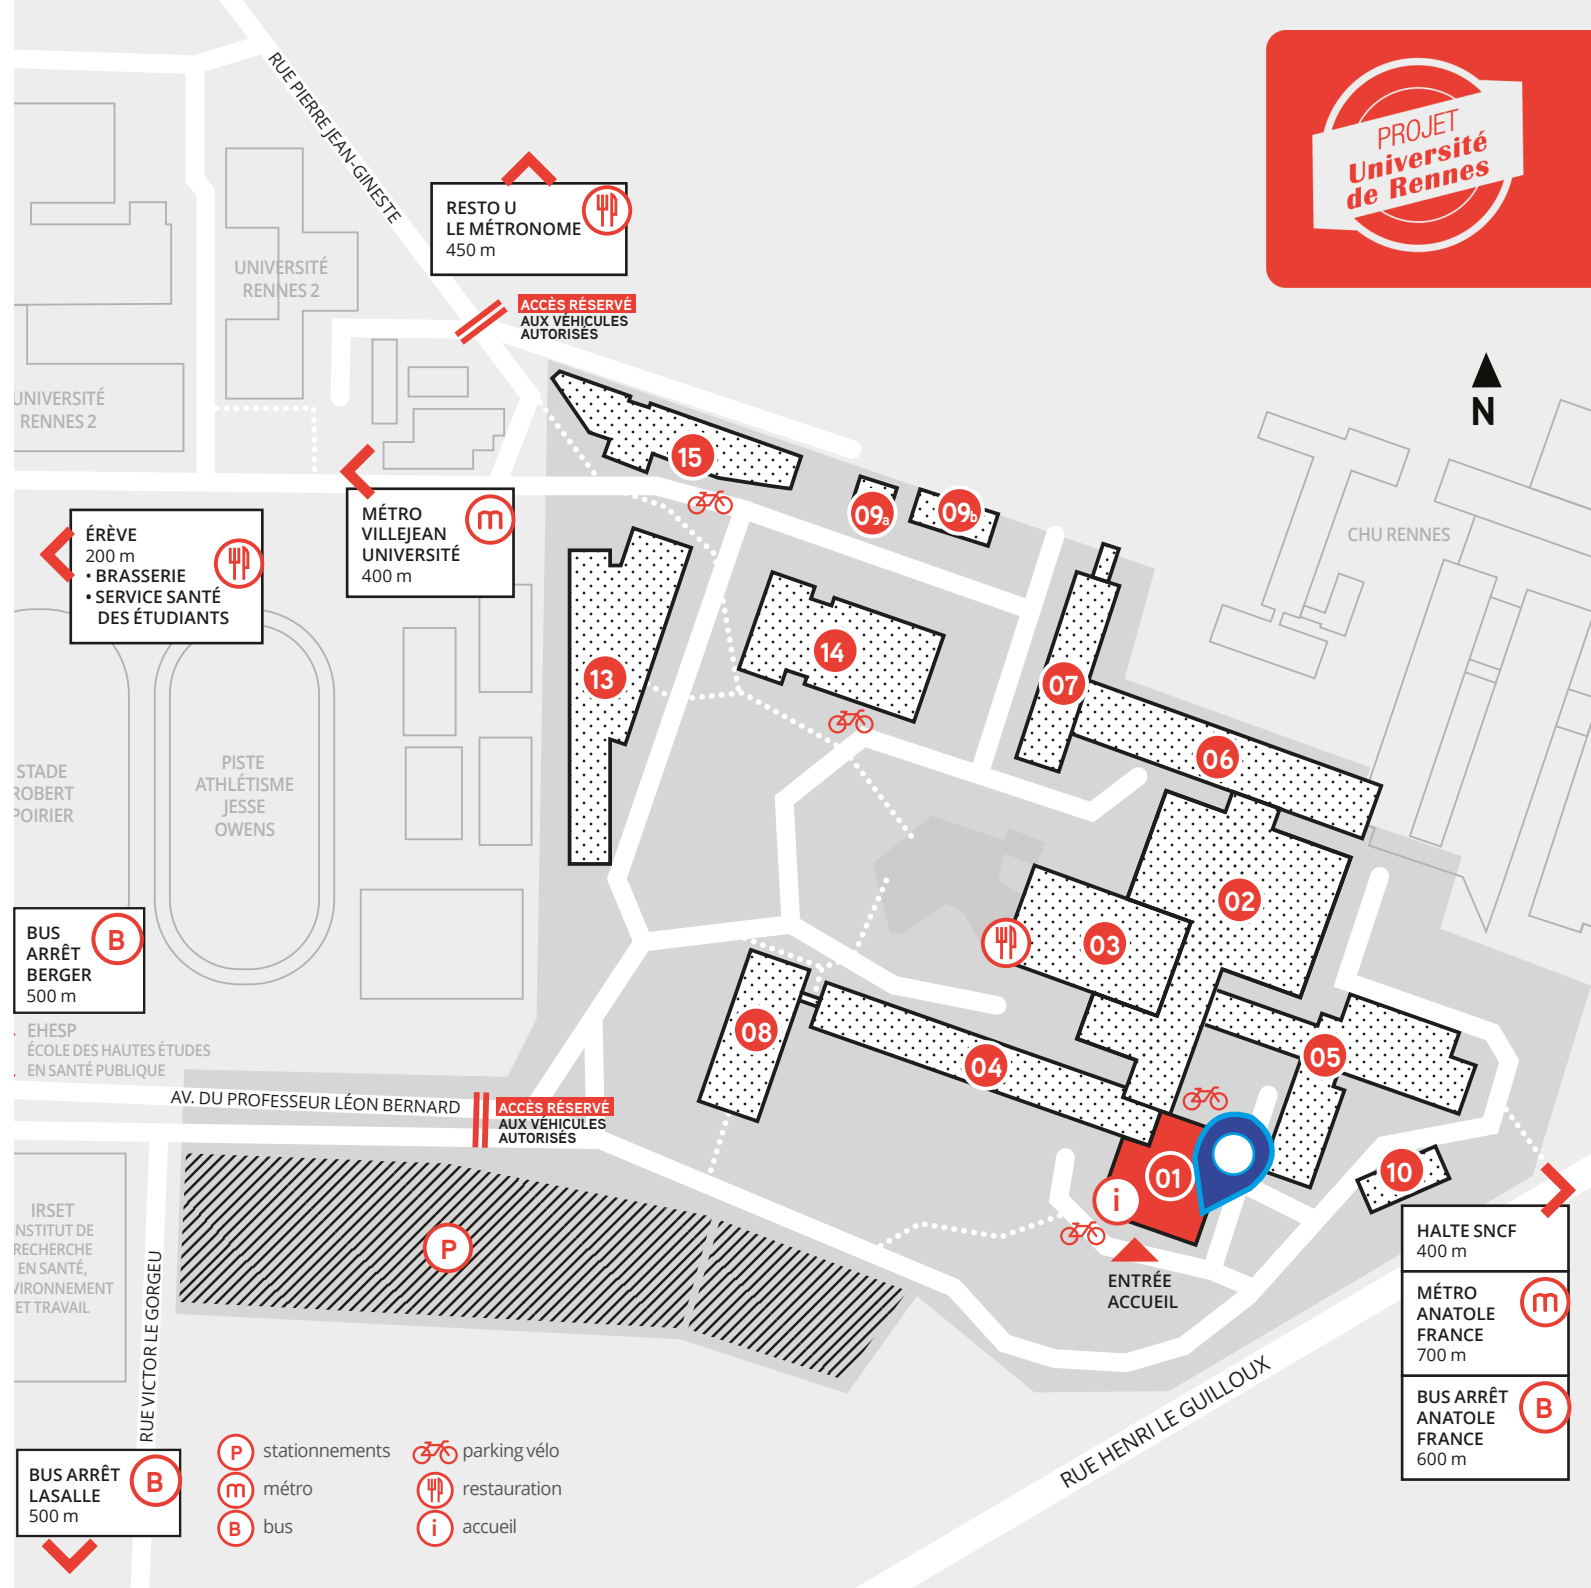 PROJET
Université
de Rennes
RUE PIERRE JEAN-GINESTE
RESTO U
LE MÉTRONOME
450 m
UNIVERSITÉ
RENNES 2
ACCÈS RÉSERVÉ
AUX VÉHICULES
AUTORISÉS
UNIVERSITÉ
RENNES 2
N
15
09a
09b
MÉTRO
VILLEJEAN
UNIVERSITÉ
400 m
m
ÉRÈVE
200 m
• BRASSERIE
• SERVICE SANTÉ
DES ÉTUDIANTS
CHU RENNES
13
14
07
06
STADE
ROBERT
POIRIER
PISTE
ATHLÉTISME
JESSE
OWENS
02
03
BUS
ARRÊT
BERGER
500 m
B
08
04
05
EHESP
ÉCOLE DES HAUTES ÉTUDES
EN SANTÉ PUBLIQUE
AV. DU PROFESSEUR LÉON BERNARD
ACCÈS RÉSERVÉ
AUX VÉHICULES
AUTORISÉS
01
i
10
ENTRÉE
ACCUEIL
P
IRSET
INSTITUT DE
RECHERCHE
EN SANTÉ,
VIRONNEMENT
ET TRAVAIL
RUE VICTOR LE GORGEU
HALTE SNCF
400 m
MÉTRO
ANATOLE
FRANCE
700 m
m
BUS ARRÊT
ANATOLE
FRANCE
600 m
B
RUE HENRI LE GUILLOUX
BUS ARRÊT
LASALLE
500 m
B
P stationnements
m métro
B bus
parking vélo
restauration
i accueil